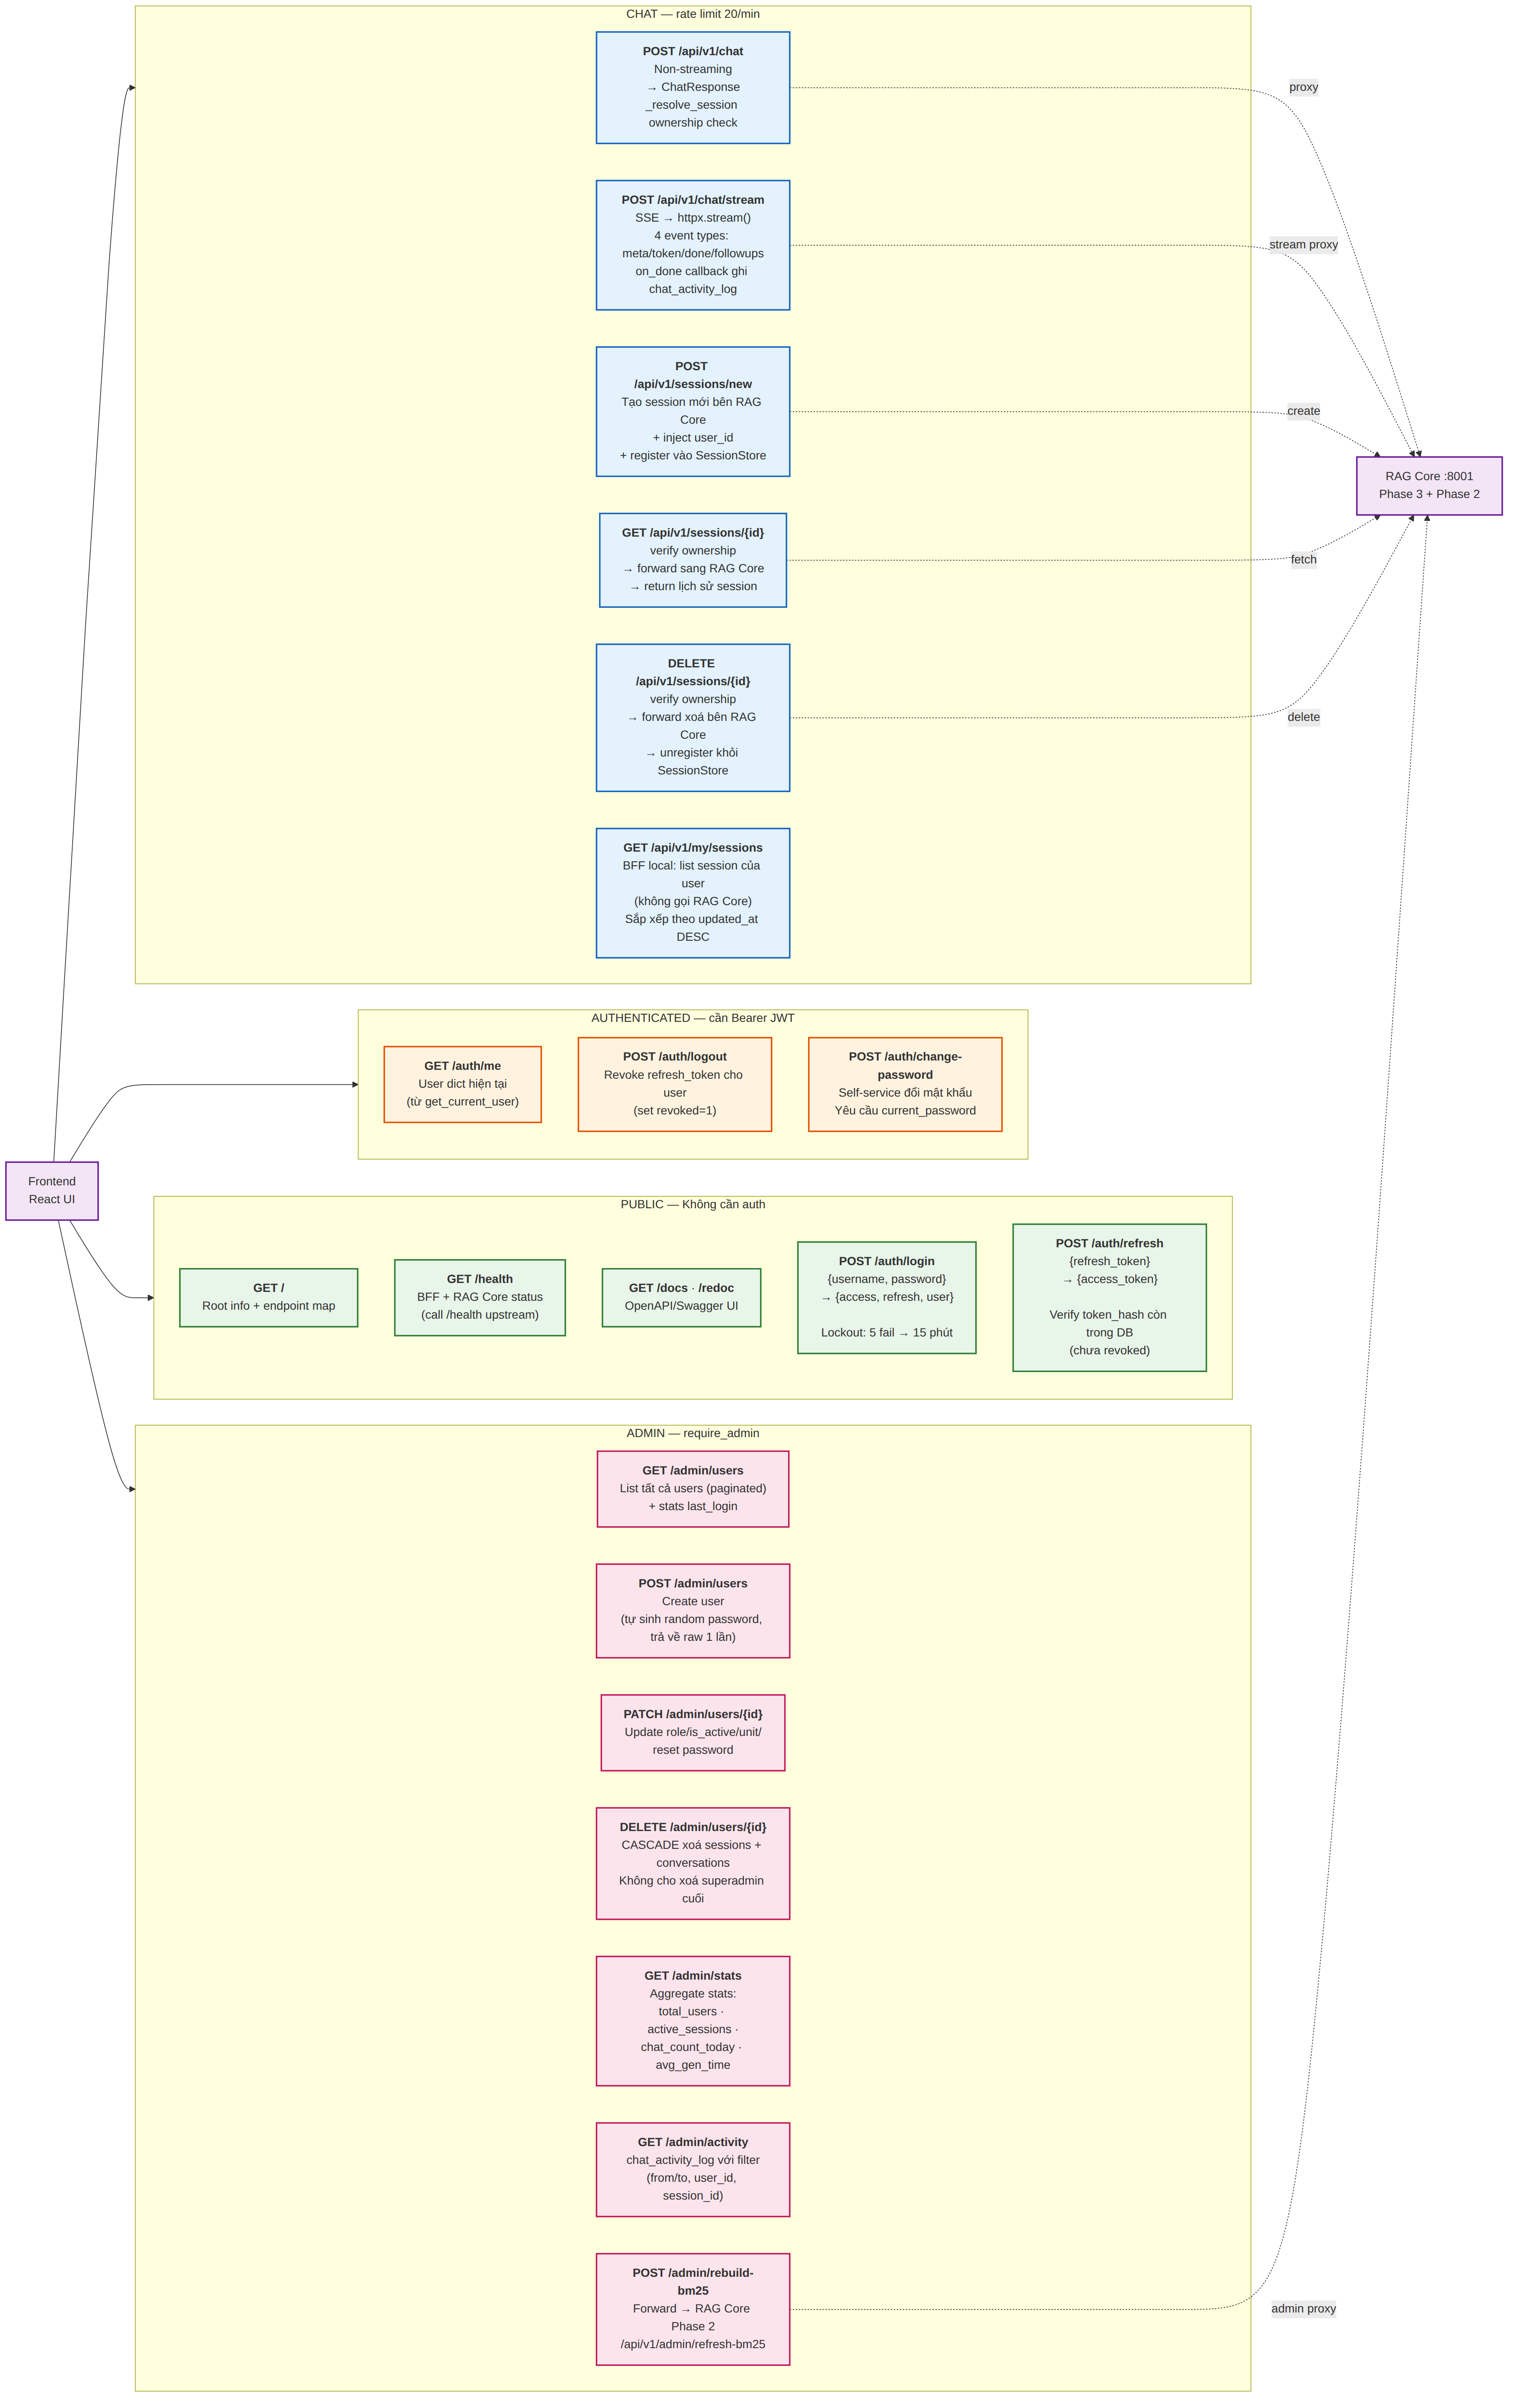 CHAT — rate limit 20/min
POST /api/v1/chat
Non-streaming
→ ChatResponse
_resolve_session
ownership check
proxy
POST /api/v1/chat/stream
SSE → httpx.stream()
4 event types:
meta/token/done/followups
on_done callback ghi
chat_activity_log
stream proxy
POST
/api/v1/sessions/new
Tạo session mới bên RAG
Core
+ inject user_id
+ register vào SessionStore
create
RAG Core :8001
Phase 3 + Phase 2
GET /api/v1/sessions/{id}
verify ownership
→ forward sang RAG Core
→ return lịch sử session
fetch
DELETE
/api/v1/sessions/{id}
verify ownership
→ forward xoá bên RAG
Core
→ unregister khỏi
SessionStore
delete
GET /api/v1/my/sessions
BFF local: list session của
user
(không gọi RAG Core)
Sắp xếp theo updated_at
DESC
AUTHENTICATED — cần Bearer JWT
GET /auth/me
User dict hiện tại
(từ get_current_user)
POST /auth/logout
Revoke refresh_token cho
user
(set revoked=1)
POST /auth/change-
password
Self-service đổi mật khẩu
Yêu cầu current_password
Frontend
React UI
PUBLIC — Không cần auth
GET /
Root info + endpoint map
GET /health
BFF + RAG Core status
(call /health upstream)
GET /docs · /redoc
OpenAPI/Swagger UI
POST /auth/login
{username, password}
→ {access, refresh, user}
Lockout: 5 fail → 15 phút
POST /auth/refresh
{refresh_token}
→ {access_token}
Verify token_hash còn
trong DB
(chưa revoked)
ADMIN — require_admin
GET /admin/users
List tất cả users (paginated)
+ stats last_login
POST /admin/users
Create user
(tự sinh random password,
trả về raw 1 lần)
PATCH /admin/users/{id}
Update role/is_active/unit/
reset password
DELETE /admin/users/{id}
CASCADE xoá sessions +
conversations
Không cho xoá superadmin
cuối
GET /admin/stats
Aggregate stats:
total_users ·
active_sessions ·
chat_count_today ·
avg_gen_time
GET /admin/activity
chat_activity_log với filter
(from/to, user_id,
session_id)
POST /admin/rebuild-
bm25
Forward → RAG Core
Phase 2
/api/v1/admin/refresh-bm25
admin proxy